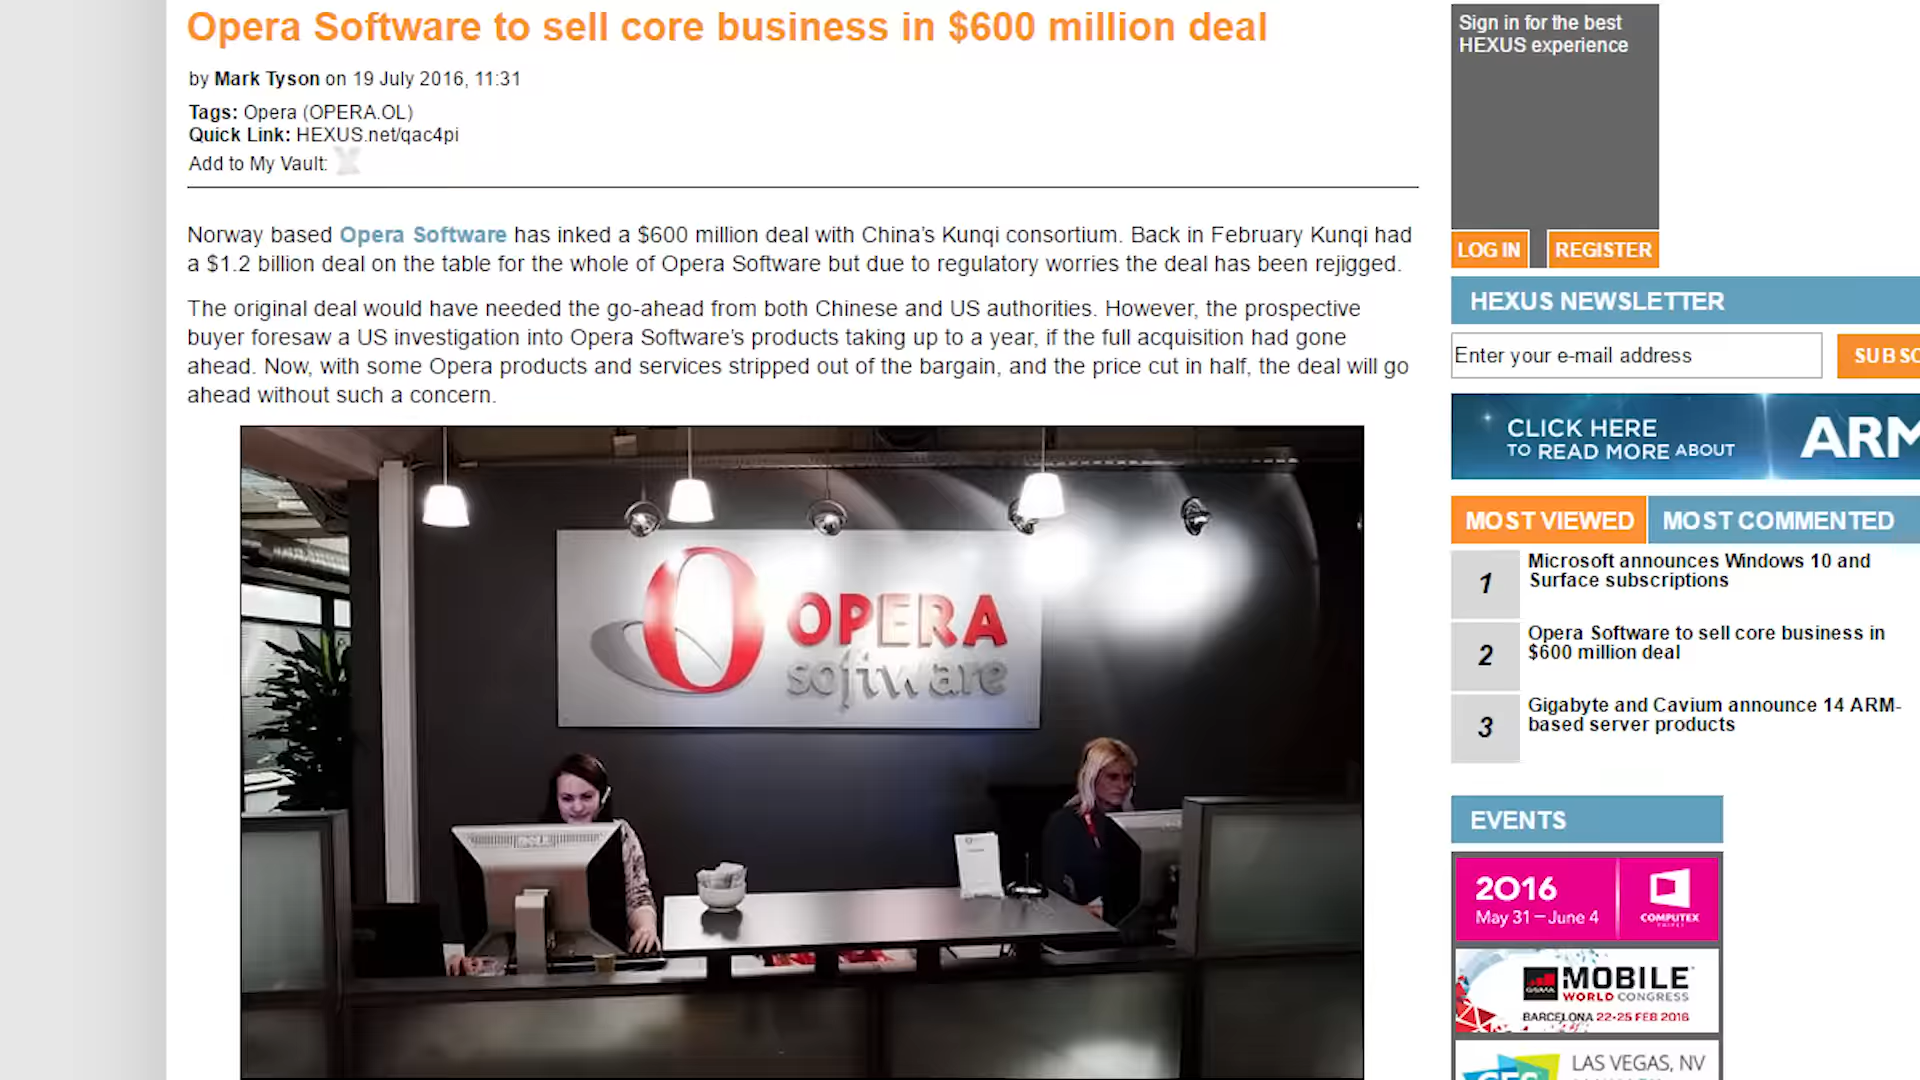 Opera Software to sell core business in $600 million deal
by Mark Tyson on 19 July 2016, 11:31
Tags: Opera (OPERA.OL)
Quick Link: HEXUS.net/qac4pi
Add to My Vault:
Norway based Opera Software has inked a $600 million deal with China's Kunqi consortium. Back in February Kunqi had
a $1.2 billion deal on the table for the whole of Opera Software but due to regulatory worries the deal has been rejigged.
The original deal would have needed the go-ahead from both Chinese and US authorities. However, the prospective
buyer foresaw a US investigation into Opera Software's products taking up to a year, if the full acquisition had gone
ahead. Now, with some Opera products and services stripped out of the bargain, and the price cut in half, the deal will go
ahead without such a concern.
OPERA
software
Sign in for the best
HEXUS experience
LOG IN REGISTER
HEXUS NEWSLETTER
Enter your e-mail address
CLICK HERE
TO READ MORE ABOUT
ARM
MOST VIEWED MOST COMMENTED
1 Microsoft announces Windows 10 and
Surface subscriptions
2 Opera Software to sell core business in
$600 million deal
3 Gigabyte and Cavium announce 14 ARM-
based server products
EVENTS
2016
May 31 – June 4
COMPUTEX
MOBILE
WORLD CONGRESS
BARCELONA 22-25 FEB 2016
LAS VEGAS, NV